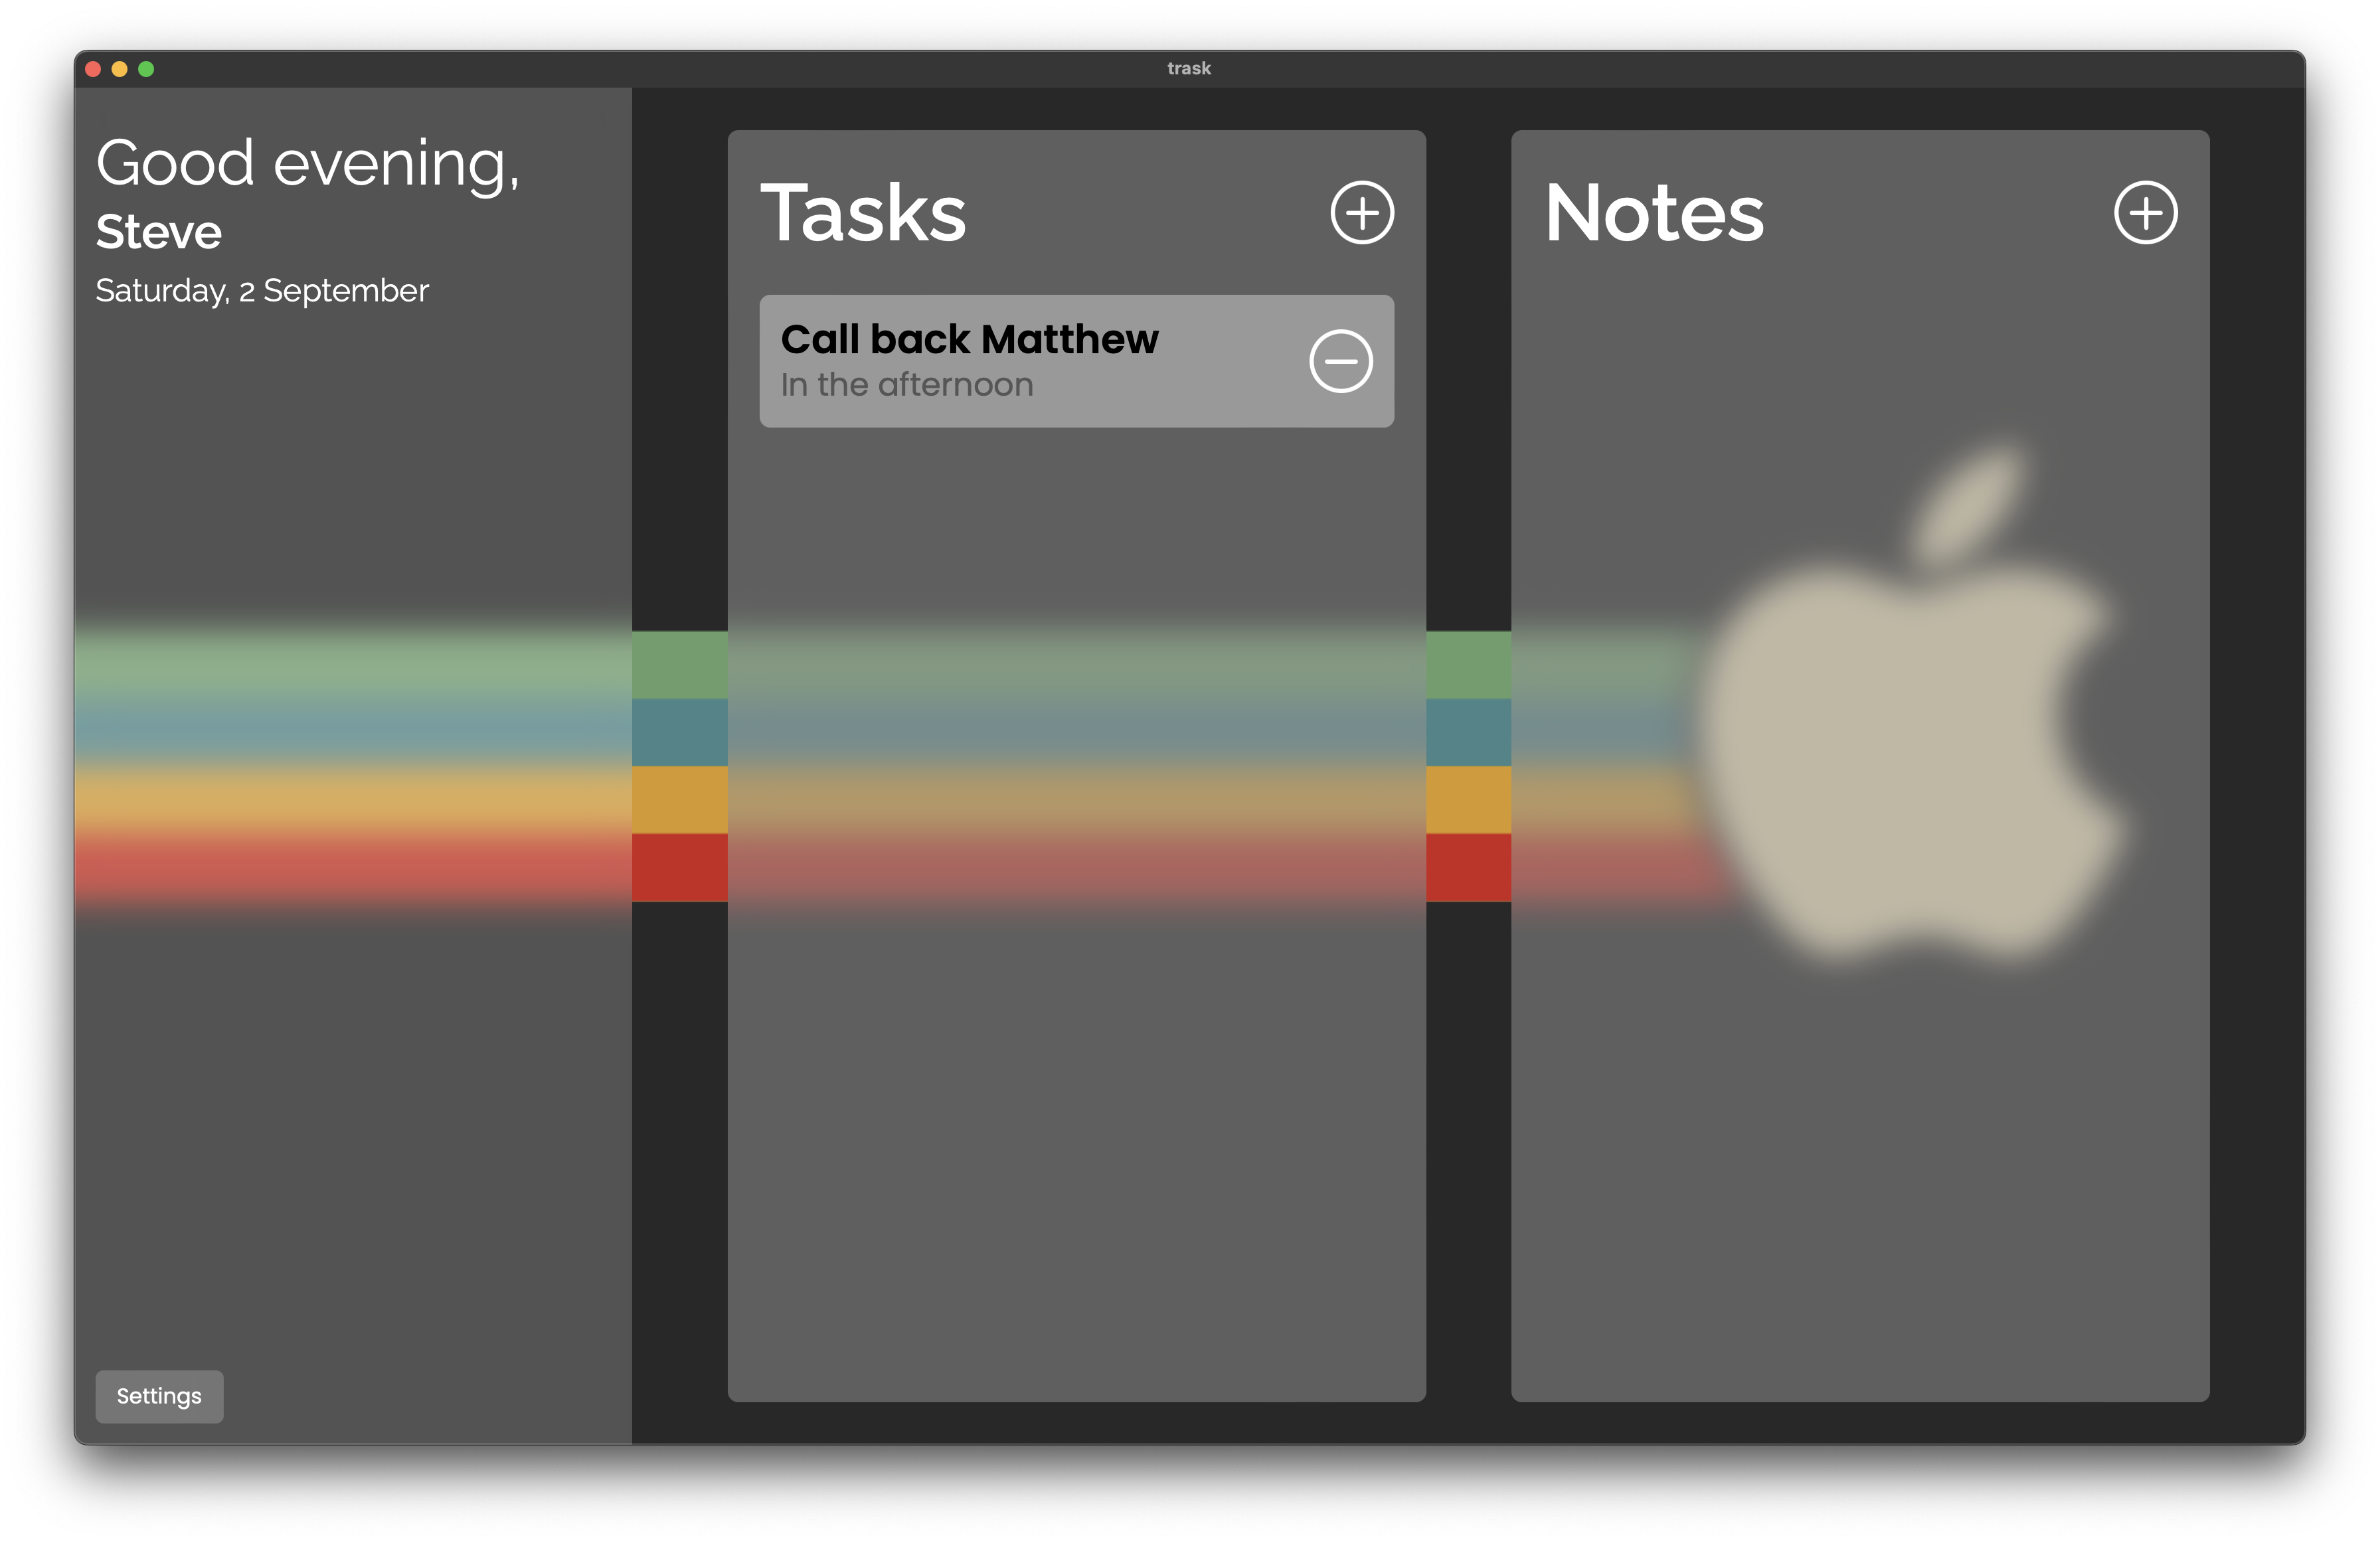 trask
Good evening,
Steve
Saturday, 2 September
Settings
Tasks
Call back Matthew
In the afternoon
Notes